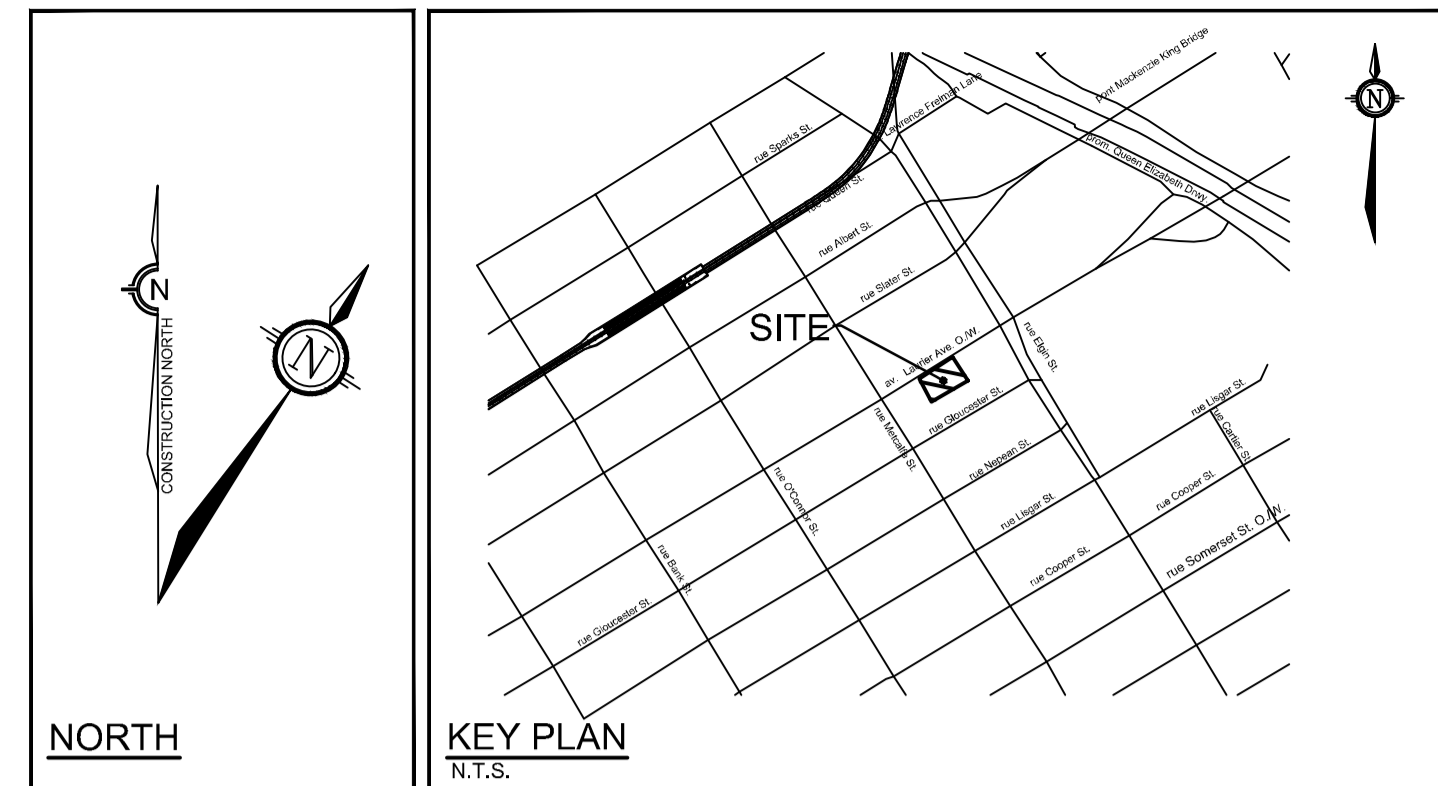 N
CONSTRUCTION NORTH
N
NORTH
pont Mackenzie King Bridge
Lawrence Freiman Lane
rue Sparks St.
prom. Queen Elizabeth Drwy.
rue Queen St.
rue Albert St.
rue Slater St.
SITE
av. Laurier Ave. O./W.
rue Elgin St.
rue Gloucester St.
rue Metcalfe St.
rue Lisgar St.
rue Cartier St.
rue Nepean St.
rue O'Connor St.
rue Lisgar St.
rue Cooper St.
rue Somerset St. O./W.
rue Cooper St.
rue Bank St.
rue Gloucester St.
N
KEY PLAN
N.T.S.